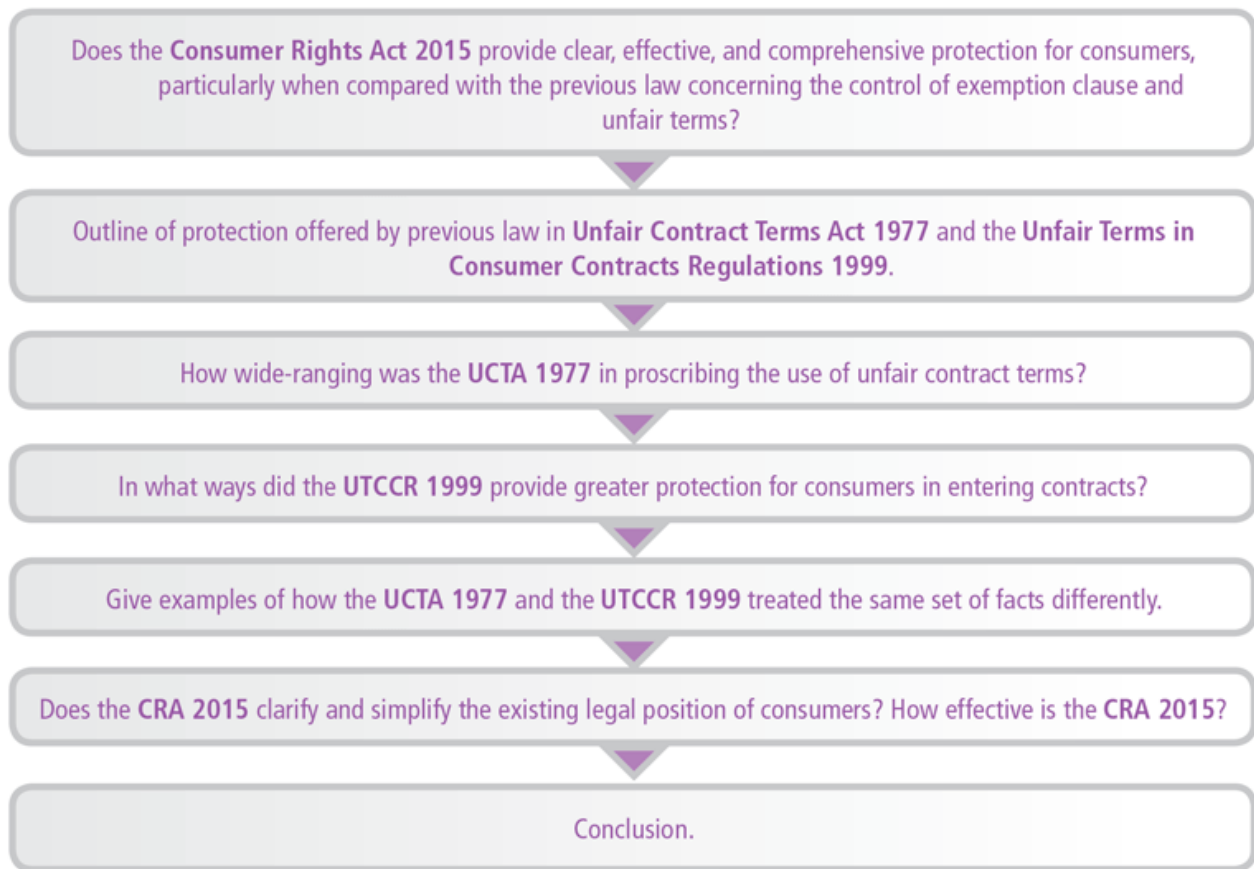 Does the Consumer Rights Act 2015 provide clear, effective, and comprehensive protection for consumers,
particularly when compared with the previous law concerning the control of exemption clause and
unfair terms?
Outline of protection offered by previous law in Unfair Contract Terms Act 1977 and the Unfair Terms in
Consumer Contracts Regulations 1999.
How wide-ranging was the UCTA 1977 in proscribing the use of unfair contract terms?
In what ways did the UTCCR 1999 provide greater protection for consumers in entering contracts?
Give examples of how the UCTA 1977 and the UTCCR 1999 treated the same set of facts differently.
Does the CRA 2015 clarify and simplify the existing legal position of consumers? How effective is the CRA 2015?
Conclusion.